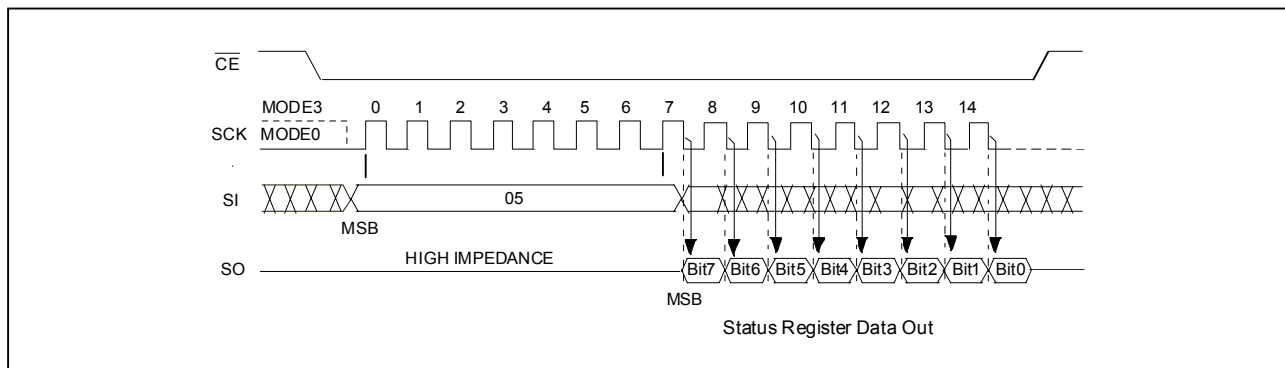 CE
MODE3 0 1 2 3 4 5 6 7 8 9 10 11 12 13 14
SCK MODE0
SI 05
MSB
SO HIGH IMPEDANCE Bit7 Bit6 Bit5 Bit4 Bit3 Bit2 Bit1 Bit0
MSB
Status Register Data Out